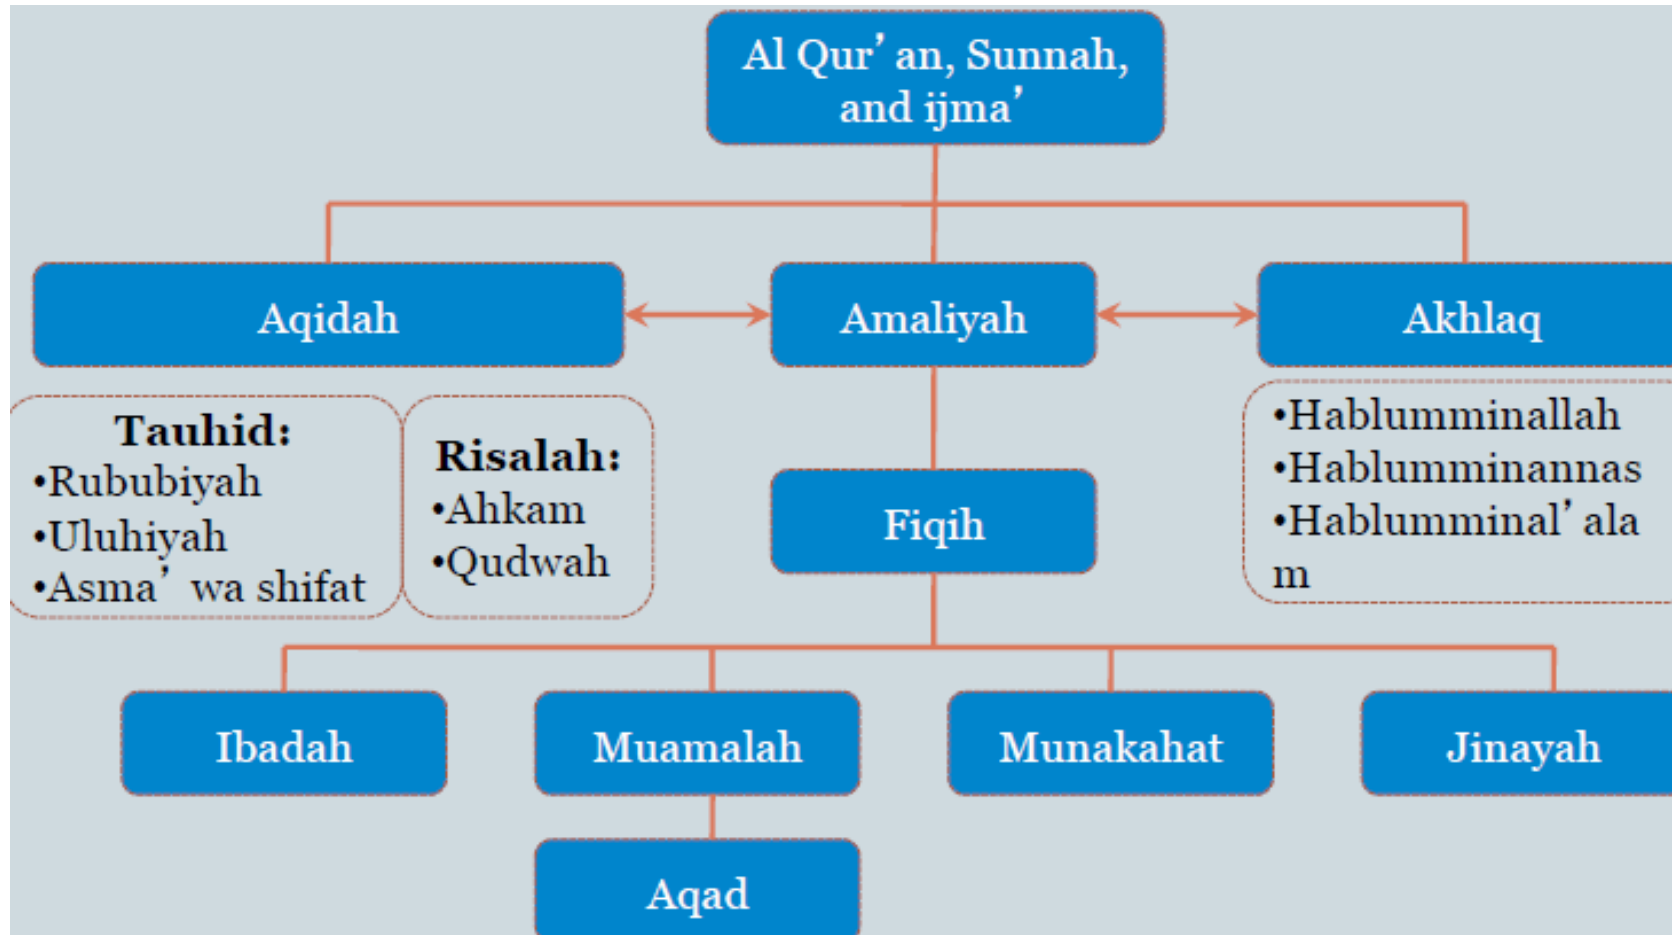 Al Qur’ an, Sunnah,
and ijma’
Aqidah
Amaliyah
Akhlaq
Tauhid:
•Rububiyah
•Uluhiyah
•Asma’ wa shifat
Risalah:
•Ahkam
•Qudwah
•Hablumminallah
•Hablumminannas
•Hablumminal’ ala
m
Fiqih
Ibadah
Muamalah
Munakahat
Jinayah
Aqad